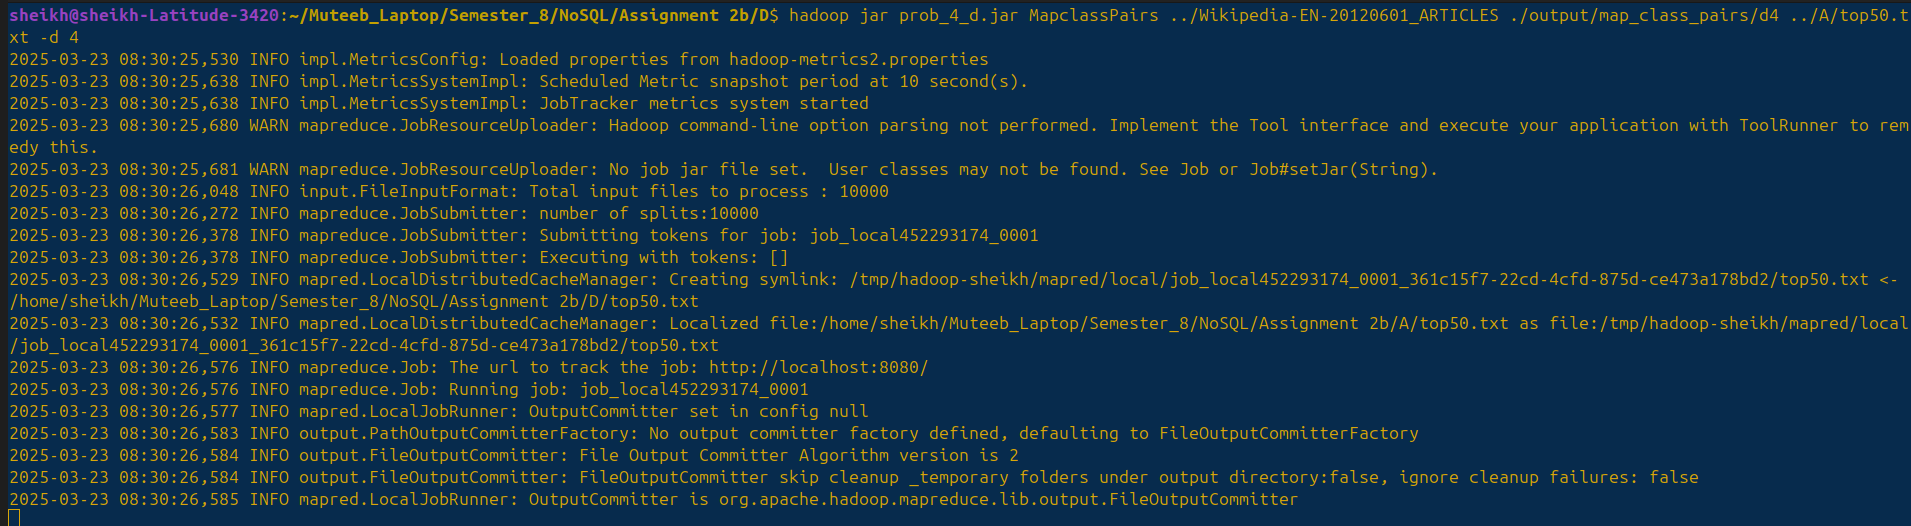 sheikh@sheikh-Latitude-3420:~/Muteeb_Laptop/Semester_8/NoSQL/Assignment 2b/D$ hadoop jar prob_4_d.jar MapclassPairs ../Wikipedia-EN-20120601_ARTICLES ./output/map_class_pairs/d4 ../A/top50.t
xt -d 4
2025-03-23 08:30:25,530 INFO impl.MetricsConfig: Loaded properties from hadoop-metrics2.properties
2025-03-23 08:30:25,638 INFO impl.MetricsSystemImpl: Scheduled Metric snapshot period at 10 second(s).
2025-03-23 08:30:25,638 INFO impl.MetricsSystemImpl: JobTracker metrics system started
2025-03-23 08:30:25,680 WARN mapreduce.JobResourceUploader: Hadoop command-line option parsing not performed. Implement the Tool interface and execute your application with ToolRunner to rem
edy this.
2025-03-23 08:30:25,681 WARN mapreduce.JobResourceUploader: No job jar file set.  User classes may not be found. See Job or Job#setJar(String).
2025-03-23 08:30:26,048 INFO input.FileInputFormat: Total input files to process : 10000
2025-03-23 08:30:26,272 INFO mapreduce.JobSubmitter: number of splits:10000
2025-03-23 08:30:26,378 INFO mapreduce.JobSubmitter: Submitting tokens for job: job_local452293174_0001
2025-03-23 08:30:26,378 INFO mapreduce.JobSubmitter: Executing with tokens: []
2025-03-23 08:30:26,529 INFO mapred.LocalDistributedCacheManager: Creating symlink: /tmp/hadoop-sheikh/mapred/local/job_local452293174_0001_361c15f7-22cd-4cfd-875d-ce473a178bd2/top50.txt <-
/home/sheikh/Muteeb_Laptop/Semester_8/NoSQL/Assignment 2b/D/top50.txt
2025-03-23 08:30:26,532 INFO mapred.LocalDistributedCacheManager: Localized file:/home/sheikh/Muteeb_Laptop/Semester_8/NoSQL/Assignment 2b/A/top50.txt as file:/tmp/hadoop-sheikh/mapred/local
/job_local452293174_0001_361c15f7-22cd-4cfd-875d-ce473a178bd2/top50.txt
2025-03-23 08:30:26,576 INFO mapreduce.Job: The url to track the job: http://localhost:8080/
2025-03-23 08:30:26,576 INFO mapreduce.Job: Running job: job_local452293174_0001
2025-03-23 08:30:26,577 INFO mapred.LocalJobRunner: OutputCommitter set in config null
2025-03-23 08:30:26,583 INFO output.PathOutputCommitterFactory: No output committer factory defined, defaulting to FileOutputCommitterFactory
2025-03-23 08:30:26,584 INFO output.FileOutputCommitter: File Output Committer Algorithm version is 2
2025-03-23 08:30:26,584 INFO output.FileOutputCommitter: FileOutputCommitter skip cleanup _temporary folders under output directory:false, ignore cleanup failures: false
2025-03-23 08:30:26,585 INFO mapred.LocalJobRunner: OutputCommitter is org.apache.hadoop.mapreduce.lib.output.FileOutputCommitter